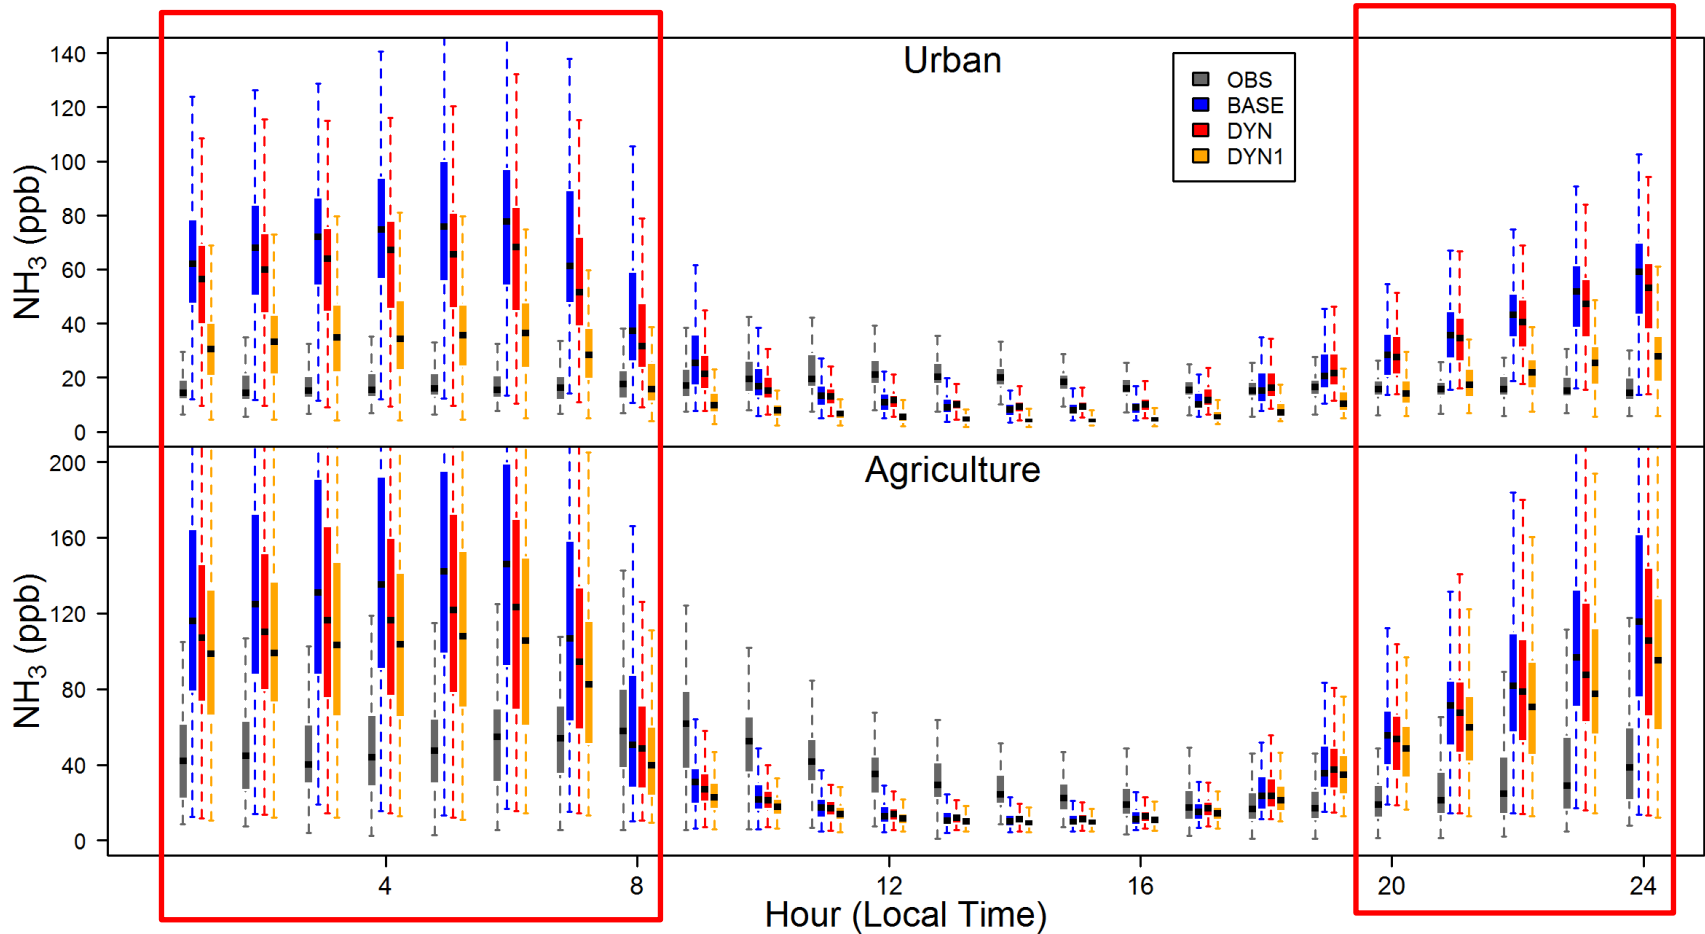 Urban
OBS
BASE
DYN
DYN1
NH₃ (ppb)
140
120
100
80
60
40
20
0
Agriculture
NH₃ (ppb)
200
160
120
80
40
0
4 8 12 16 20 24
Hour (Local Time)